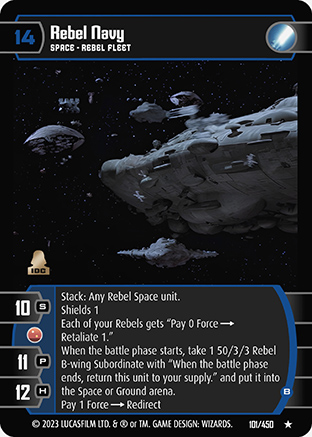 14
Rebel Navy
SPACE • REBEL FLEET
IDC
10 S
11 P
12 H
Stack: Any Rebel Space unit.
Shields 1
Each of your Rebels gets “Pay 0 Force →
Retaliate 1.”
When the battle phase starts, take 1 50/3/3 Rebel
B-wing Subordinate with “When the battle phase
ends, return this unit to your supply.” and put it into
the Space or Ground arena.
Pay 1 Force → Redirect
B
© 2023 LUCASFILM LTD. & ® or TM. GAME DESIGN: WIZARDS.
101/450 ★